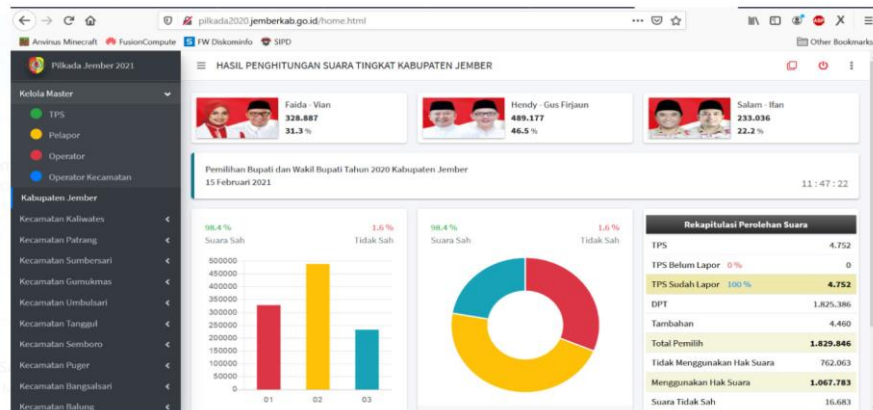 pilkada2020.jemberkab.go.id/home.html
Anvinus Minecraft FusionCompute FW Diskominfo SIPD Other Bookmarks
Pilkada Jember 2021
HASIL PENGHITUNGAN SUARA TINGKAT KABUPATEN JEMBER
Kelola Master
TPS
Pelapor
Operator
Operator Kecamatan
Kabupaten Jember
Kecamatan Kaliwates
Kecamatan Patrang
Kecamatan Sumbersari
Kecamatan Gumukmas
Kecamatan Umbulsari
Kecamatan Tanggul
Kecamatan Semboro
Kecamatan Puger
Kecamatan Bangsalsari
Kecamatan Balung
Faida - Vian
328.887
31.3 %
Hendy - Gus Firjaun
489.177
46.5 %
Salam - Ifan
233.036
22.2 %
Pemilihan Bupati dan Wakil Bupati Tahun 2020 Kabupaten Jember
15 Februari 2021
11 : 47 : 22
98.4 % 1.6 %
Suara Sah Tidak Sah
500000
450000
400000
350000
300000
250000
200000
150000
100000
50000
0
01 02 03
98.4 % 1.6 %
Suara Sah Tidak Sah
Rekapitulasi Perolehan Suara
TPS 4.752
TPS Belum Lapor 0 % 0
TPS Sudah Lapor 100 % 4.752
DPT 1.825.386
Tambahan 4.460
Total Pemilih 1.829.846
Tidak Menggunakan Hak Suara 762.063
Menggunakan Hak Suara 1.067.783
Suara Tidak Sah 16.683